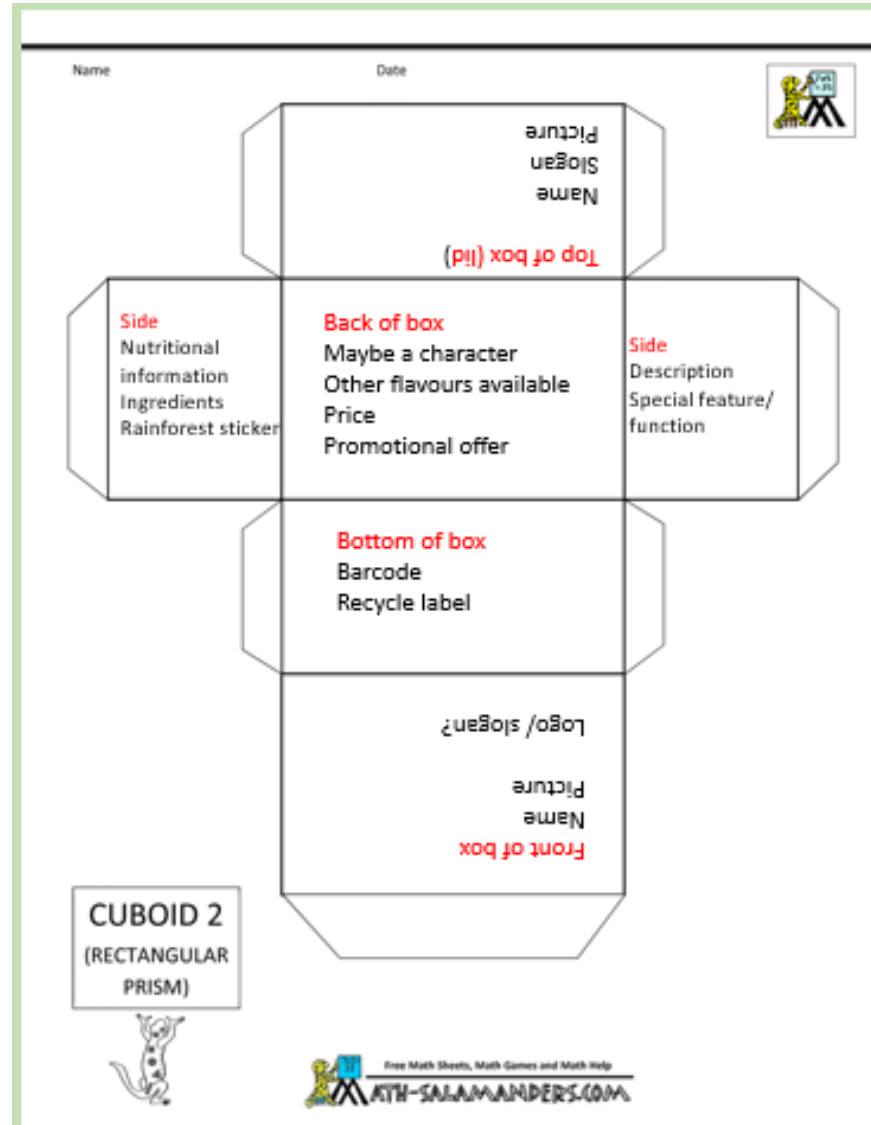 Name
Date
Top of box (lid)
Name
Slogan
Picture
Side
Nutritional
information
Ingredients
Rainforest sticker
Back of box
Maybe a character
Other flavours available
Price
Promotional offer
Side
Description
Special feature/
function
Bottom of box
Barcode
Recycle label
Front of box
Name
Picture
Logo/ slogan?
CUBOID 2
(RECTANGULAR
PRISM)
Free Math Sheets, Math Games and Math Help
MATH-SALAMANDERS.COM